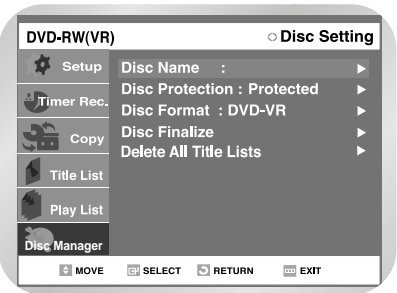 DVD-RW(VR) Disc Setting
Setup
Timer Rec.
Copy
Title List
Play List
Disc Manager
Disc Name :
Disc Protection : Protected
Disc Format : DVD-VR
Disc Finalize
Delete All Title Lists
MOVE SELECT RETURN EXIT